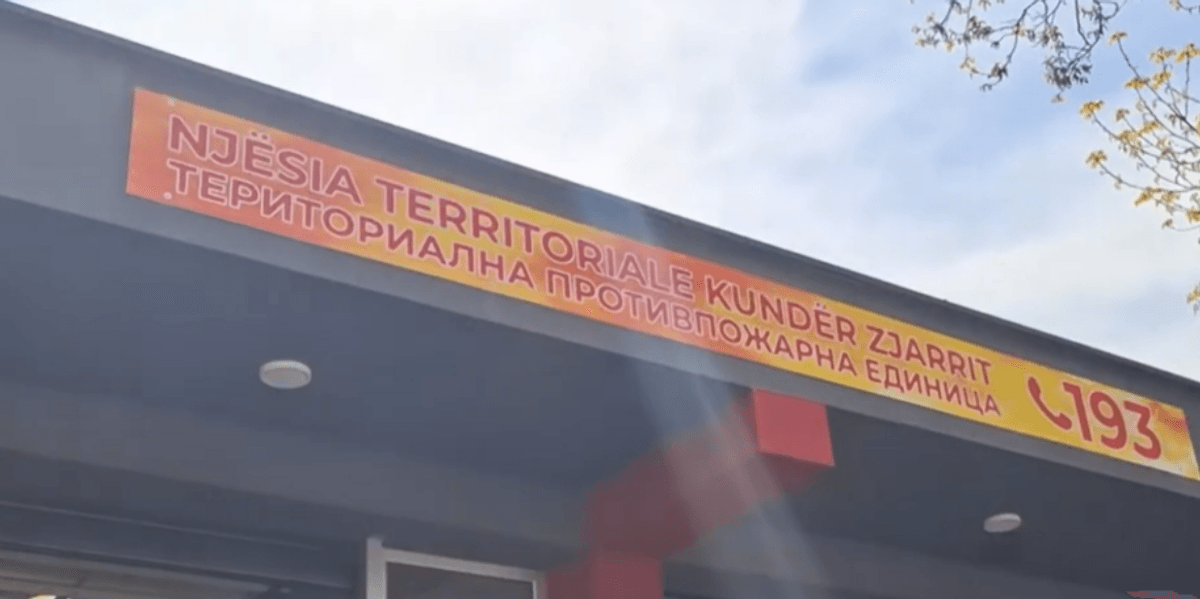 NJËSIA TERRITORIALE KUNDËR ZJARRIT
ТЕРИТОРИАЛНА ПРОТИВПОЖАРНА ЕДИНИЦА
193